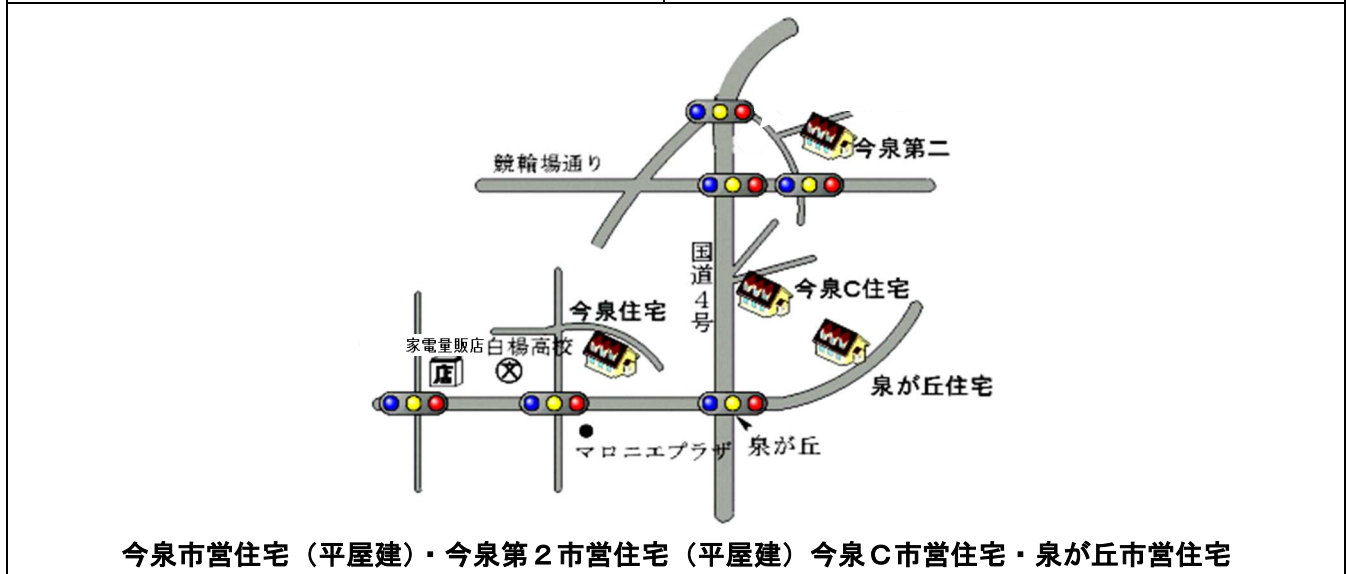 今泉第二
競輪場通り
国道4号
今泉C住宅
今泉住宅
家電量販店
白楊高校
店
文
泉が丘住宅
マロニエプラザ
泉が丘
今泉市営住宅（平屋建）・今泉第２市営住宅（平屋建）今泉Ｃ市営住宅・泉が丘市営住宅